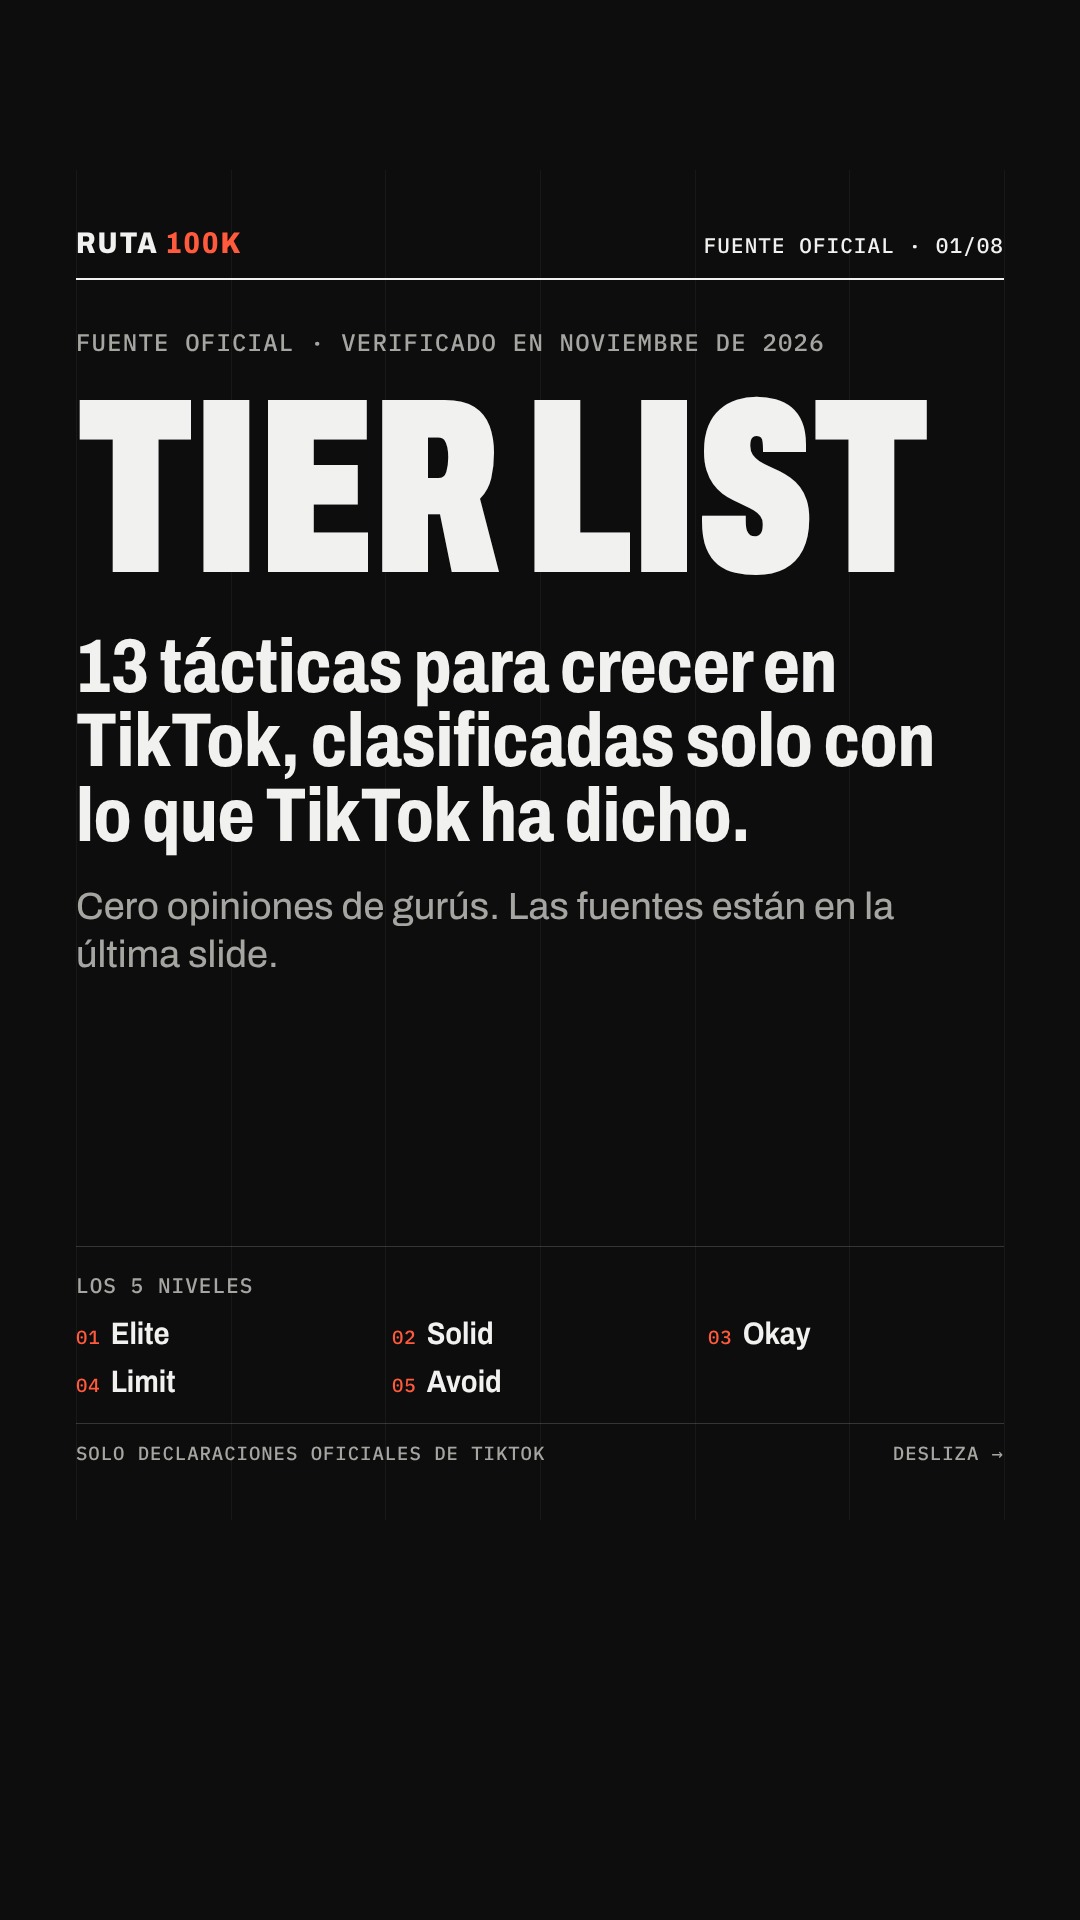 RUTA 100K
FUENTE OFICIAL · 01/08
FUENTE OFICIAL · VERIFICADO EN NOVIEMBRE DE 2026
TIER LIST
13 tácticas para crecer en
TikTok, clasificadas solo con
lo que TikTok ha dicho.
Cero opiniones de gurús. Las fuentes están en la
última slide.
LOS 5 NIVELES
01 Elite
02 Solid
03 Okay
04 Limit
05 Avoid
SOLO DECLARACIONES OFICIALES DE TIKTOK
DESLIZA →